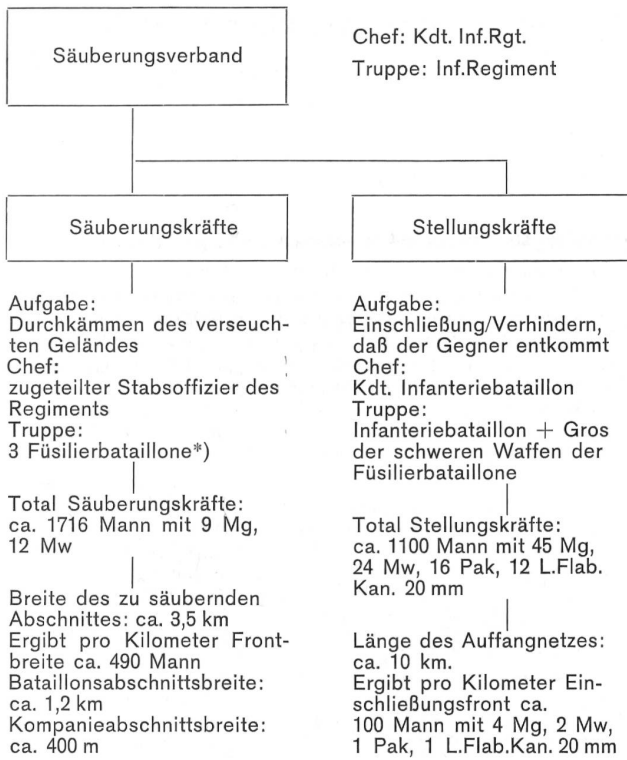 Säuberungsverband
Chef: Kdt. Inf.Rgt.
Truppe: Inf.Regiment
Säuberungskräfte
Aufgabe:
Durchkämmen des verseuch-
ten Geländes
Chef:
zugeteilter Stabsoffizier des
Regiments
Truppe:
3 Füsilierbataillone*)
Total Säuberungskräfte:
ca. 1716 Mann mit 9 Mg,
12 Mw
Breite des zu säubernden
Abschnittes: ca. 3,5 km
Ergibt pro Kilometer Front-
breite ca. 490 Mann
Bataillonsabschnittsbreite:
ca. 1,2 km
Kompanieabschnittsbreite:
ca. 400 m
Stellungskräfte
Aufgabe:
Einschließung/Verhindern,
daß der Gegner entkommt
Chef:
Kdt. Infanteriebataillon
Truppe:
Infanteriebataillon + Gros
der schweren Waffen der
Füsilierbataillone
Total Stellungskräfte:
ca. 1100 Mann mit 45 Mg,
24 Mw, 16 Pak, 12 L.Flab.
Kan. 20 mm
Länge des Auffangnetzes:
ca. 10 km.
Ergibt pro Kilometer Ein-
schließungsfront ca.
100 Mann mit 4 Mg, 2 Mw,
1 Pak, 1 L.Flab.Kan. 20 mm